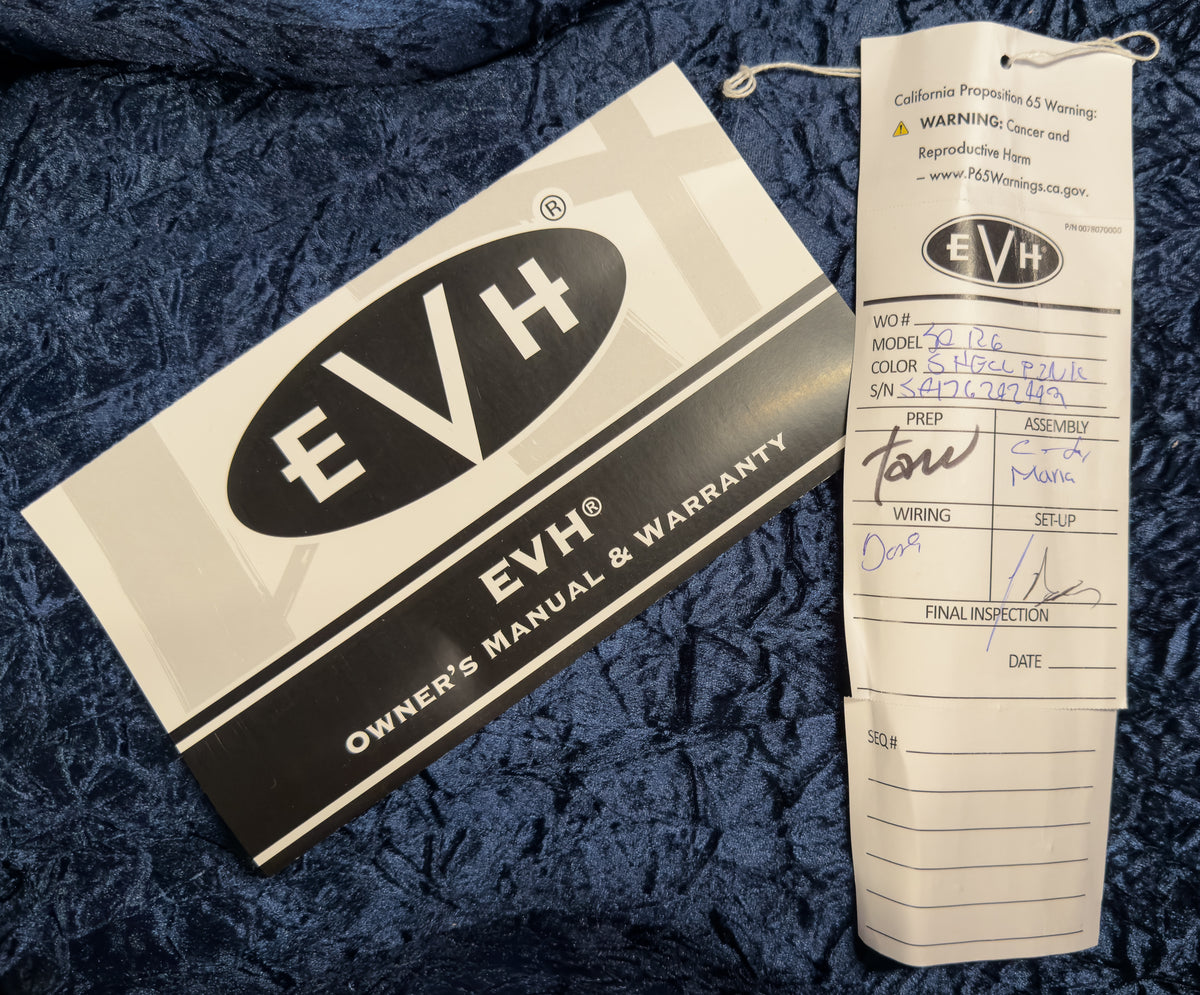 EVH®
EVH®
OWNER'S MANUAL & WARRANTY
California Proposition 65 Warning:
WARNING: Cancer and
Reproductive Harm
– www.P65Warnings.ca.gov.
P/N 0078070000
EVH
WO #
MODEL
COLOR
S/N
PREP
ASSEMBLY
Maria
WIRING
SET-UP
FINAL INSPECTION
DATE
SEQ #